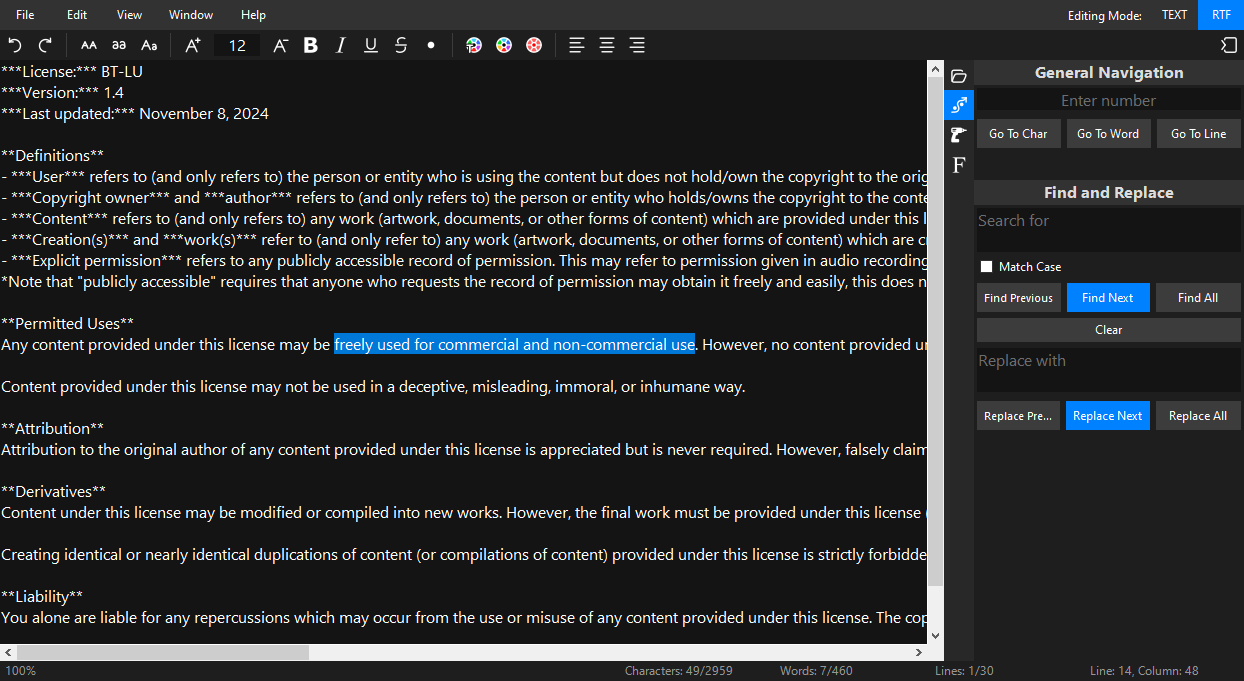 File Edit View Window Help Editing Mode: TEXT RTF
AA aa Aa A+ 12 A- B I U S
***License:*** BT-LU
***Version:*** 1.4
***Last updated:*** November 8, 2024
**Definitions**
- ***User*** refers to (and only refers to) the person or entity who is using the content but does not hold/own the copyright to the orig
- ***Copyright owner*** and ***author*** refers to (and only refers to) the person or entity who holds/owns the copyright to the conte
- ***Content*** refers to (and only refers to) any work (artwork, documents, or other forms of content) which are provided under this l
- ***Creation(s)*** and ***work(s)*** refer to (and only refer to) any work (artwork, documents, or other forms of content) which are cr
- ***Explicit permission*** refers to any publicly accessible record of permission. This may refer to permission given in audio recording
*Note that "publicly accessible" requires that anyone who requests the record of permission may obtain it freely and easily, this does n
**Permitted Uses**
Any content provided under this license may be freely used for commercial and non-commercial use. However, no content provided un
Content provided under this license may not be used in a deceptive, misleading, immoral, or inhumane way.
**Attribution**
Attribution to the original author of any content provided under this license is appreciated but is never required. However, falsely claim
**Derivatives**
Content under this license may be modified or compiled into new works. However, the final work must be provided under this license (
Creating identical or nearly identical duplications of content (or compilations of content) provided under this license is strictly forbidde
**Liability**
You alone are liable for any repercussions which may occur from the use or misuse of any content provided under this license. The cop
F
General Navigation
Enter number
Go To Char Go To Word Go To Line
Find and Replace
Search for
Match Case
Find Previous Find Next Find All
Clear
Replace with
Replace Pre... Replace Next Replace All
100% Characters: 49/2959 Words: 7/460 Lines: 1/30 Line: 14, Column: 48